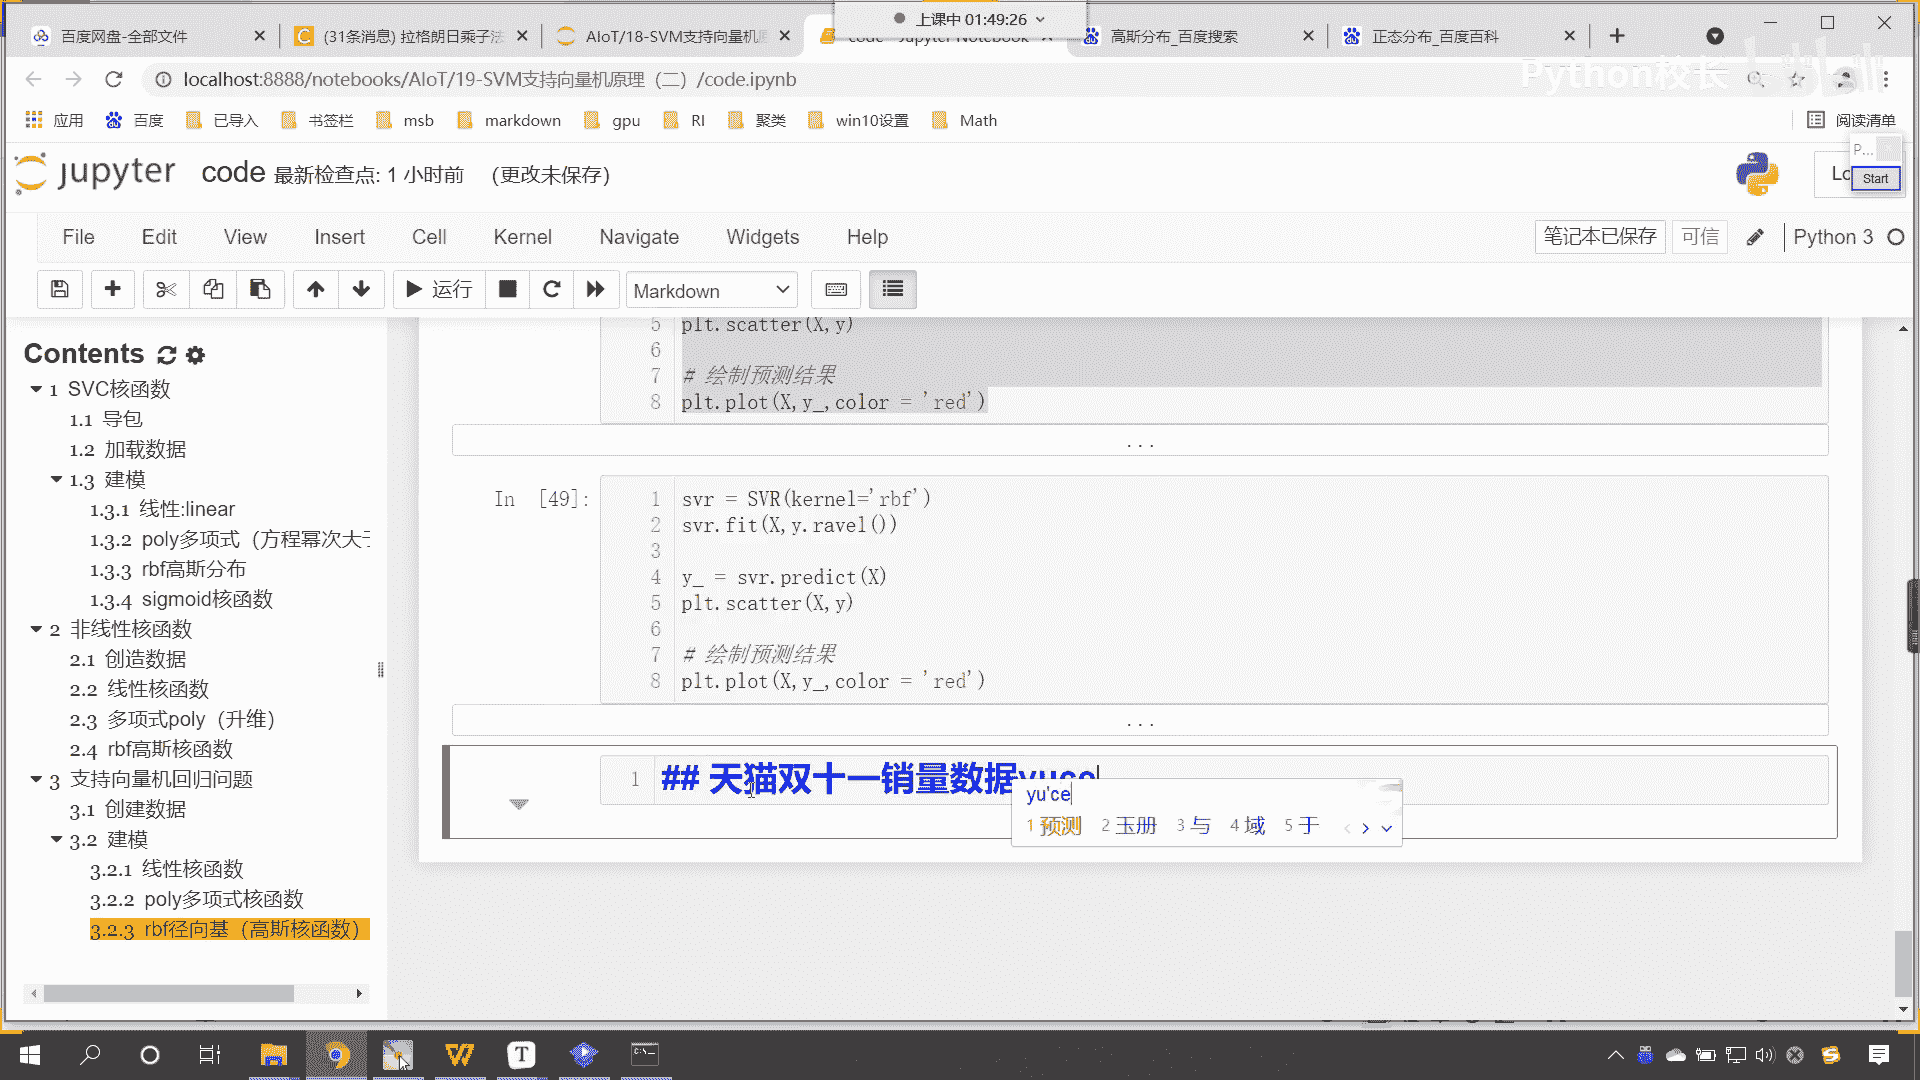 上课中 01:49:26
百度网盘-全部文件
(31条消息) 拉格朗日乘子法
AIoT/18-SVM支持向量机
code - Jupyter Notebook
高斯分布_百度搜索
正态分布_百度百科
Python校长
localhost:8888/notebooks/AIoT/19-SVM支持向量机原理（二）/code.ipynb
应用
百度
已导入
书签栏
msb
markdown
gpu
RI
聚类
win10设置
Math
阅读清单
P...
Start
jupyter
code 最新检查点: 1 小时前 (更改未保存)
Lo
File Edit View Insert Cell Kernel Navigate Widgets Help
笔记本已保存
可信
Python 3
运行
Markdown
Contents
1 SVC核函数
1.1 导包
1.2 加载数据
1.3 建模
1.3.1 线性:linear
1.3.2 poly多项式（方程幂次大于
1.3.3 rbf高斯分布
1.3.4 sigmoid核函数
2 非线性核函数
2.1 创造数据
2.2 线性核函数
2.3 多项式poly（升维）
2.4 rbf高斯核函数
3 支持向量机回归问题
3.1 创建数据
3.2 建模
3.2.1 线性核函数
3.2.2 poly多项式核函数
3.2.3 rbf径向基（高斯核函数）
5 plt.scatter(X,y)
6
7 # 绘制预测结果
8 plt.plot(X,y_,color = 'red')
...
In [49]:
1 svr = SVR(kernel='rbf')
2 svr.fit(X,y.ravel())
3
4 y_ = svr.predict(X)
5 plt.scatter(X,y)
6
7 # 绘制预测结果
8 plt.plot(X,y_,color = 'red')
...
1 ## 天猫双十一销量数据yuce
yu'ce
1 预测 2 玉册 3 与 4 域 5 于